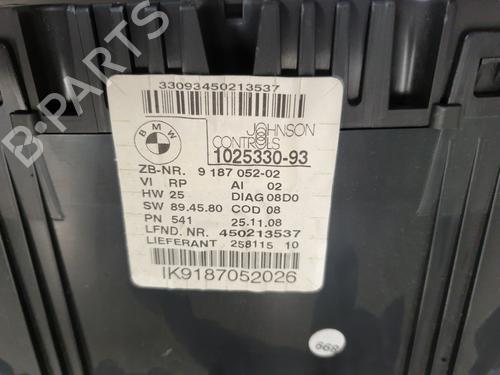 B-PARTS
33093450213537
BMW
JOHNSON
CONTROLS
1025330-93
ZB-NR. 9 187 052-02
VI RP AI 02
HW 25 DIAG 08D0
SW 89.45.80 COD 08
PN 541 25.11.08
LFND. NR. 450213537
LIEFERANT 258115 10
IK9187052026
668